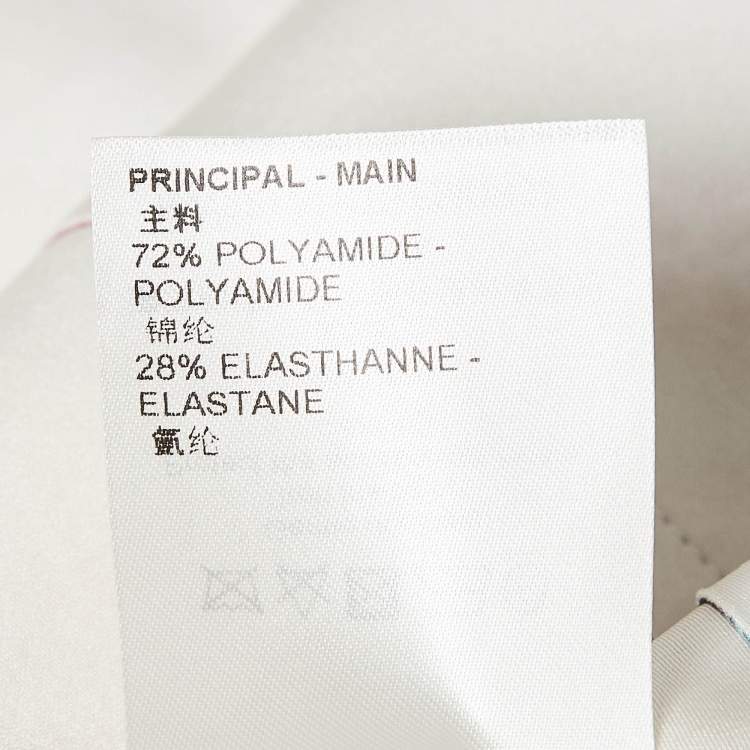 PRINCIPAL - MAIN
主料
72% POLYAMIDE -
POLYAMIDE
锦纶
28% ELASTHANNE -
ELASTANE
氨纶